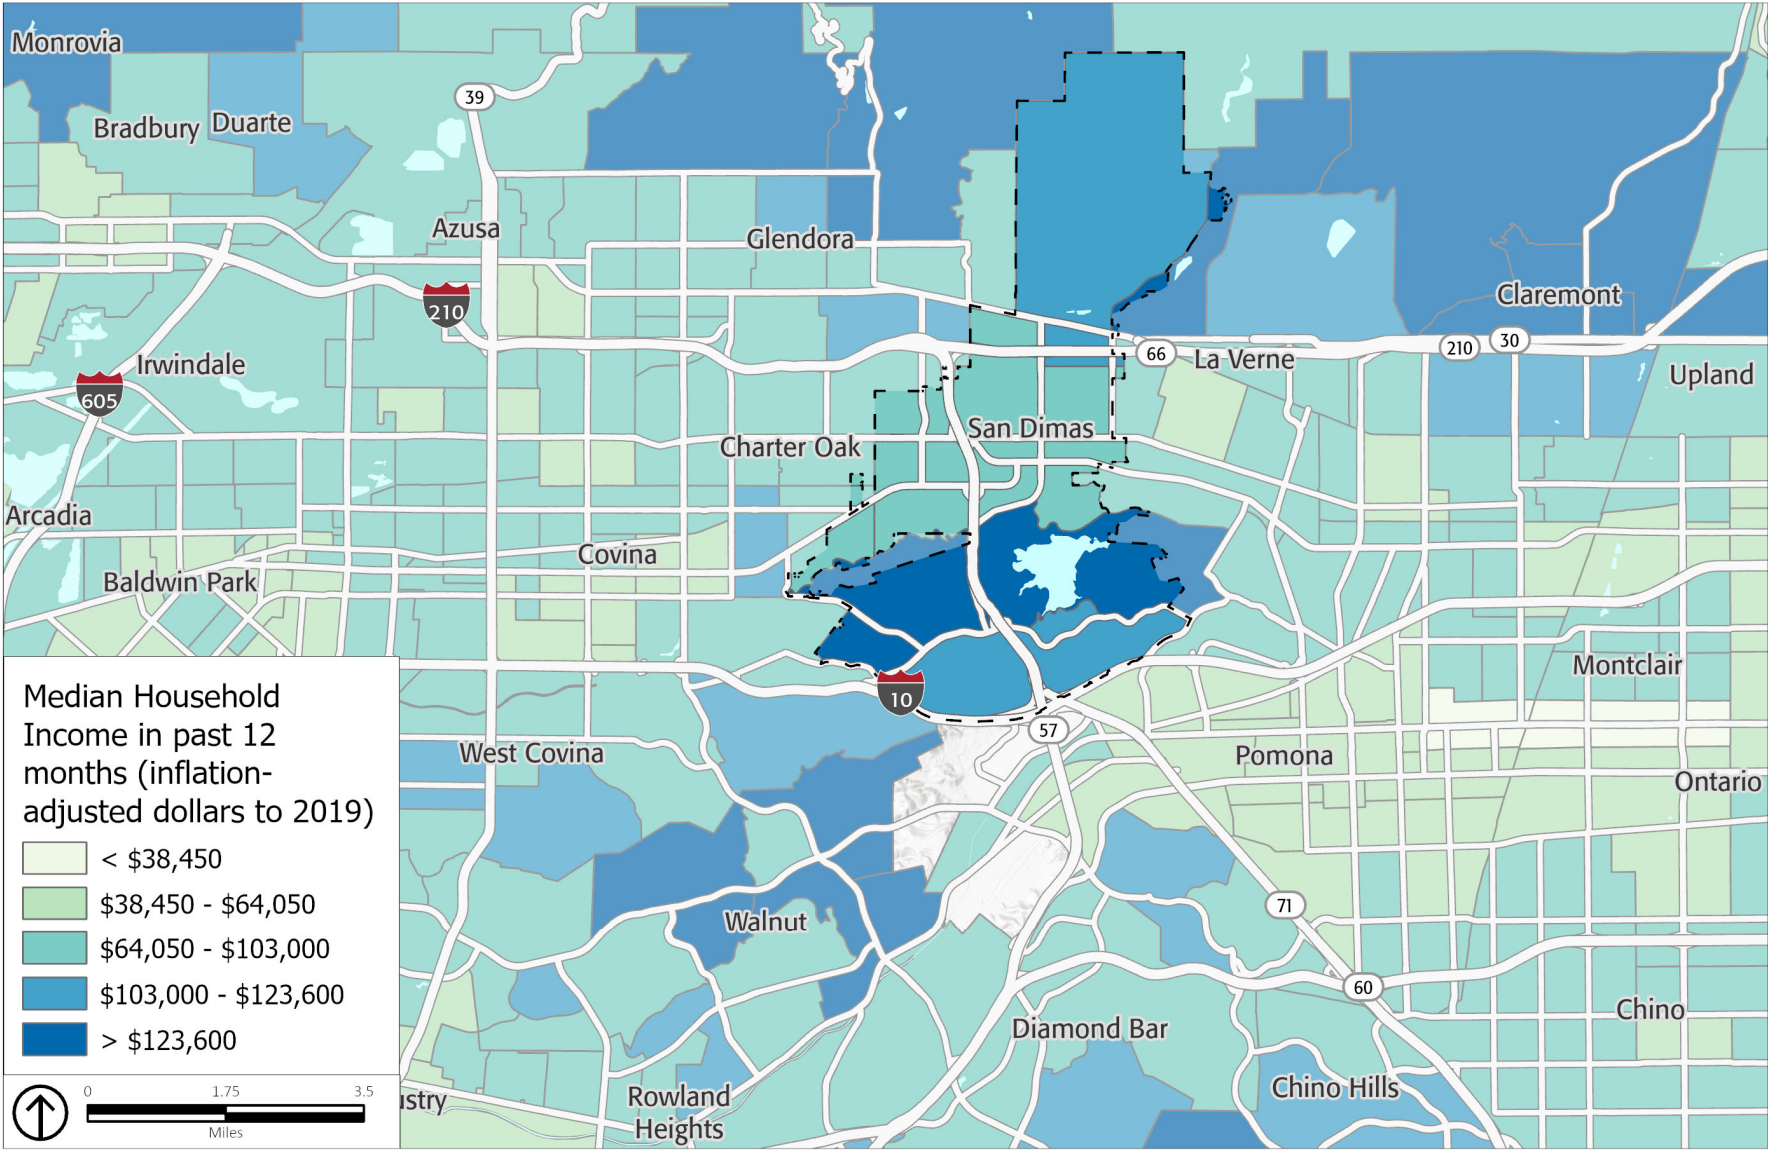 Monrovia
39
Bradbury
Duarte
Azusa
Glendora
210
Claremont
Irwindale
66
La Verne
210
30
Upland
605
Charter Oak
San Dimas
Arcadia
Covina
Baldwin Park
Montclair
10
57
West Covina
Pomona
Ontario
Walnut
71
60
Chino
Diamond Bar
Chino Hills
Rowland
Heights
ustry
Median Household
Income in past 12
months (inflation-
adjusted dollars to 2019)
< $38,450
$38,450 - $64,050
$64,050 - $103,000
$103,000 - $123,600
> $123,600
0 1.75 3.5
Miles